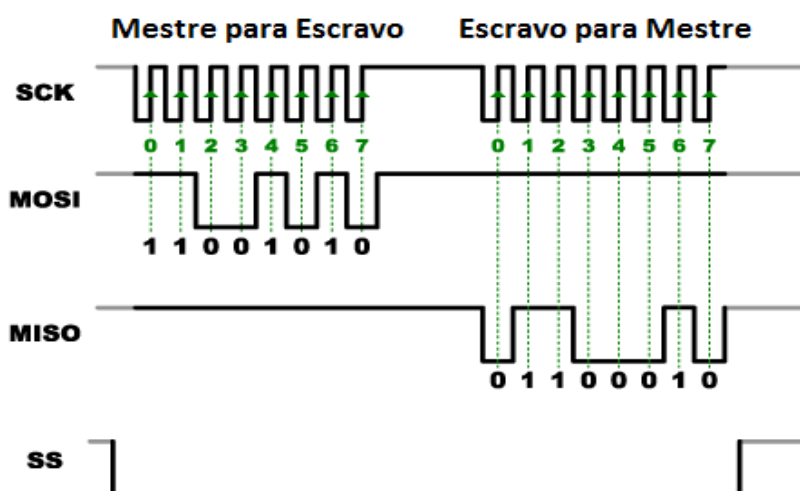 Mestre para Escravo Escravo para Mestre
SCK
0 1 2 3 4 5 6 7 0 1 2 3 4 5 6 7
MOSI
1 1 0 0 1 0 1 0
MISO
0 1 1 0 0 0 1 0
SS